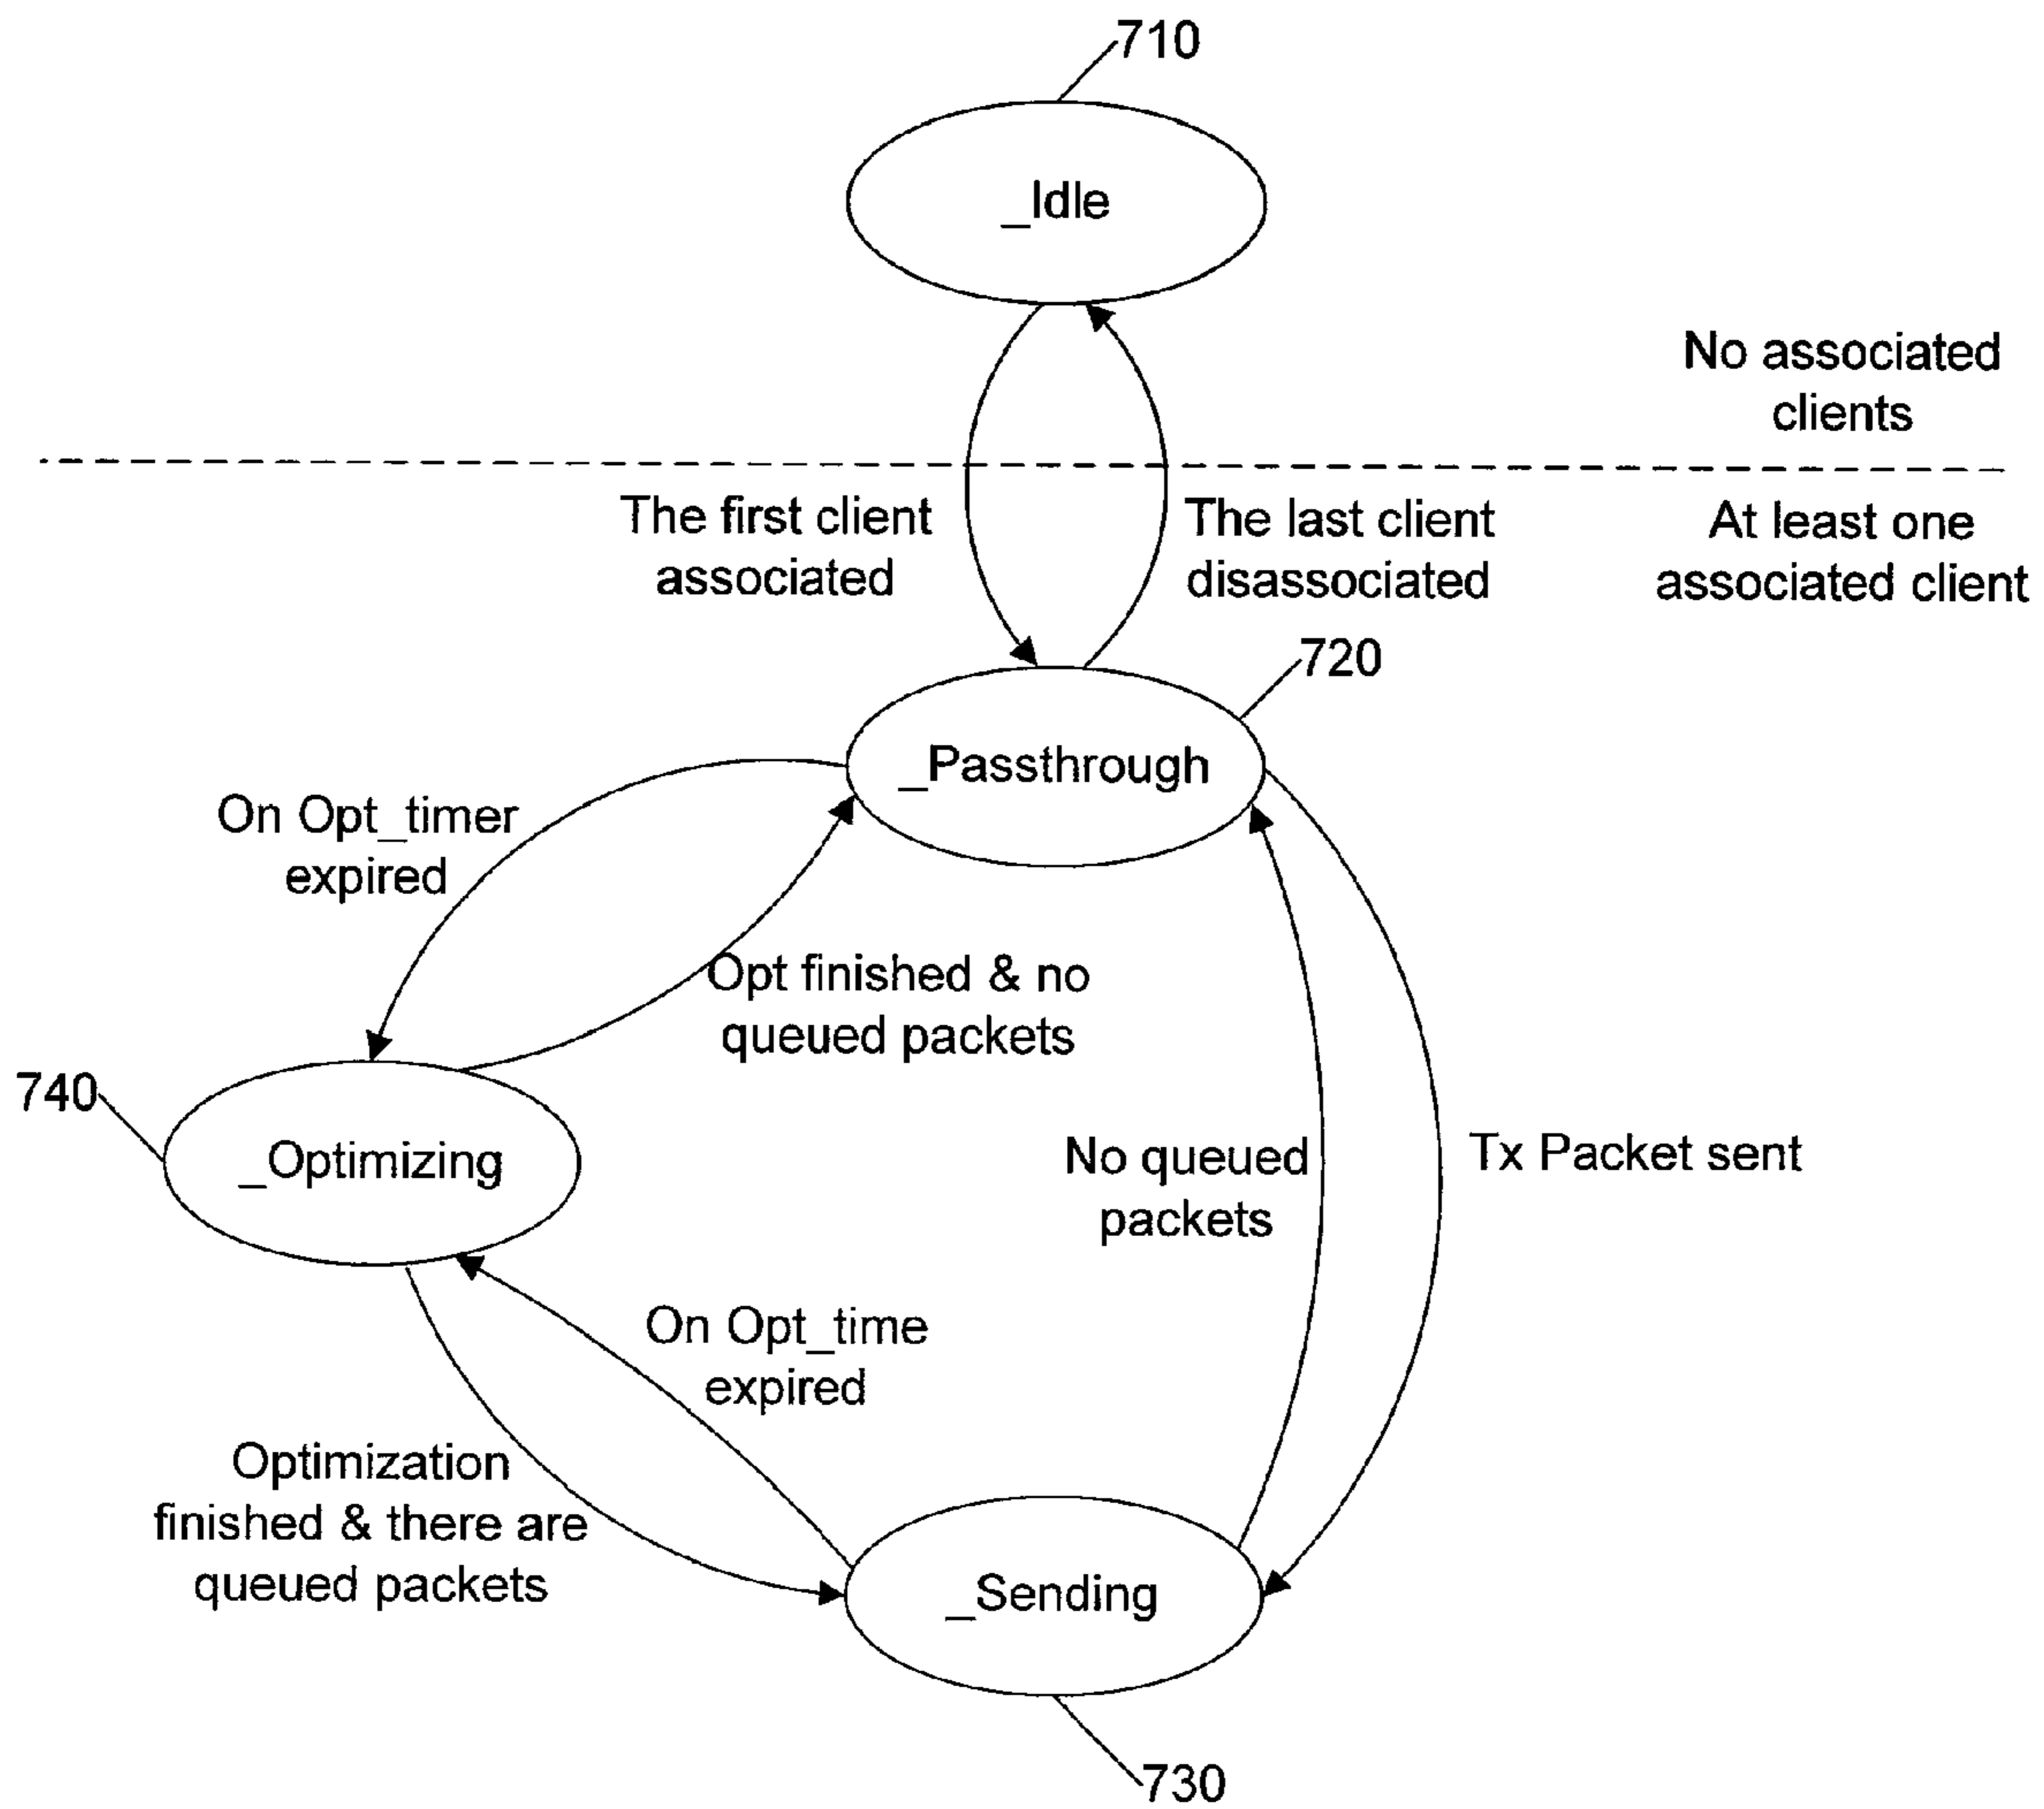 710
_Idle
No associated
clients
The first client
associated
The last client
disassociated
At least one
associated client
720
_Passthrough
On Opt_timer
expired
Opt finished & no
queued packets
740
_Optimizing
No queued
packets
Tx Packet sent
On Opt_time
expired
Optimization
finished & there are
queued packets
_Sending
730